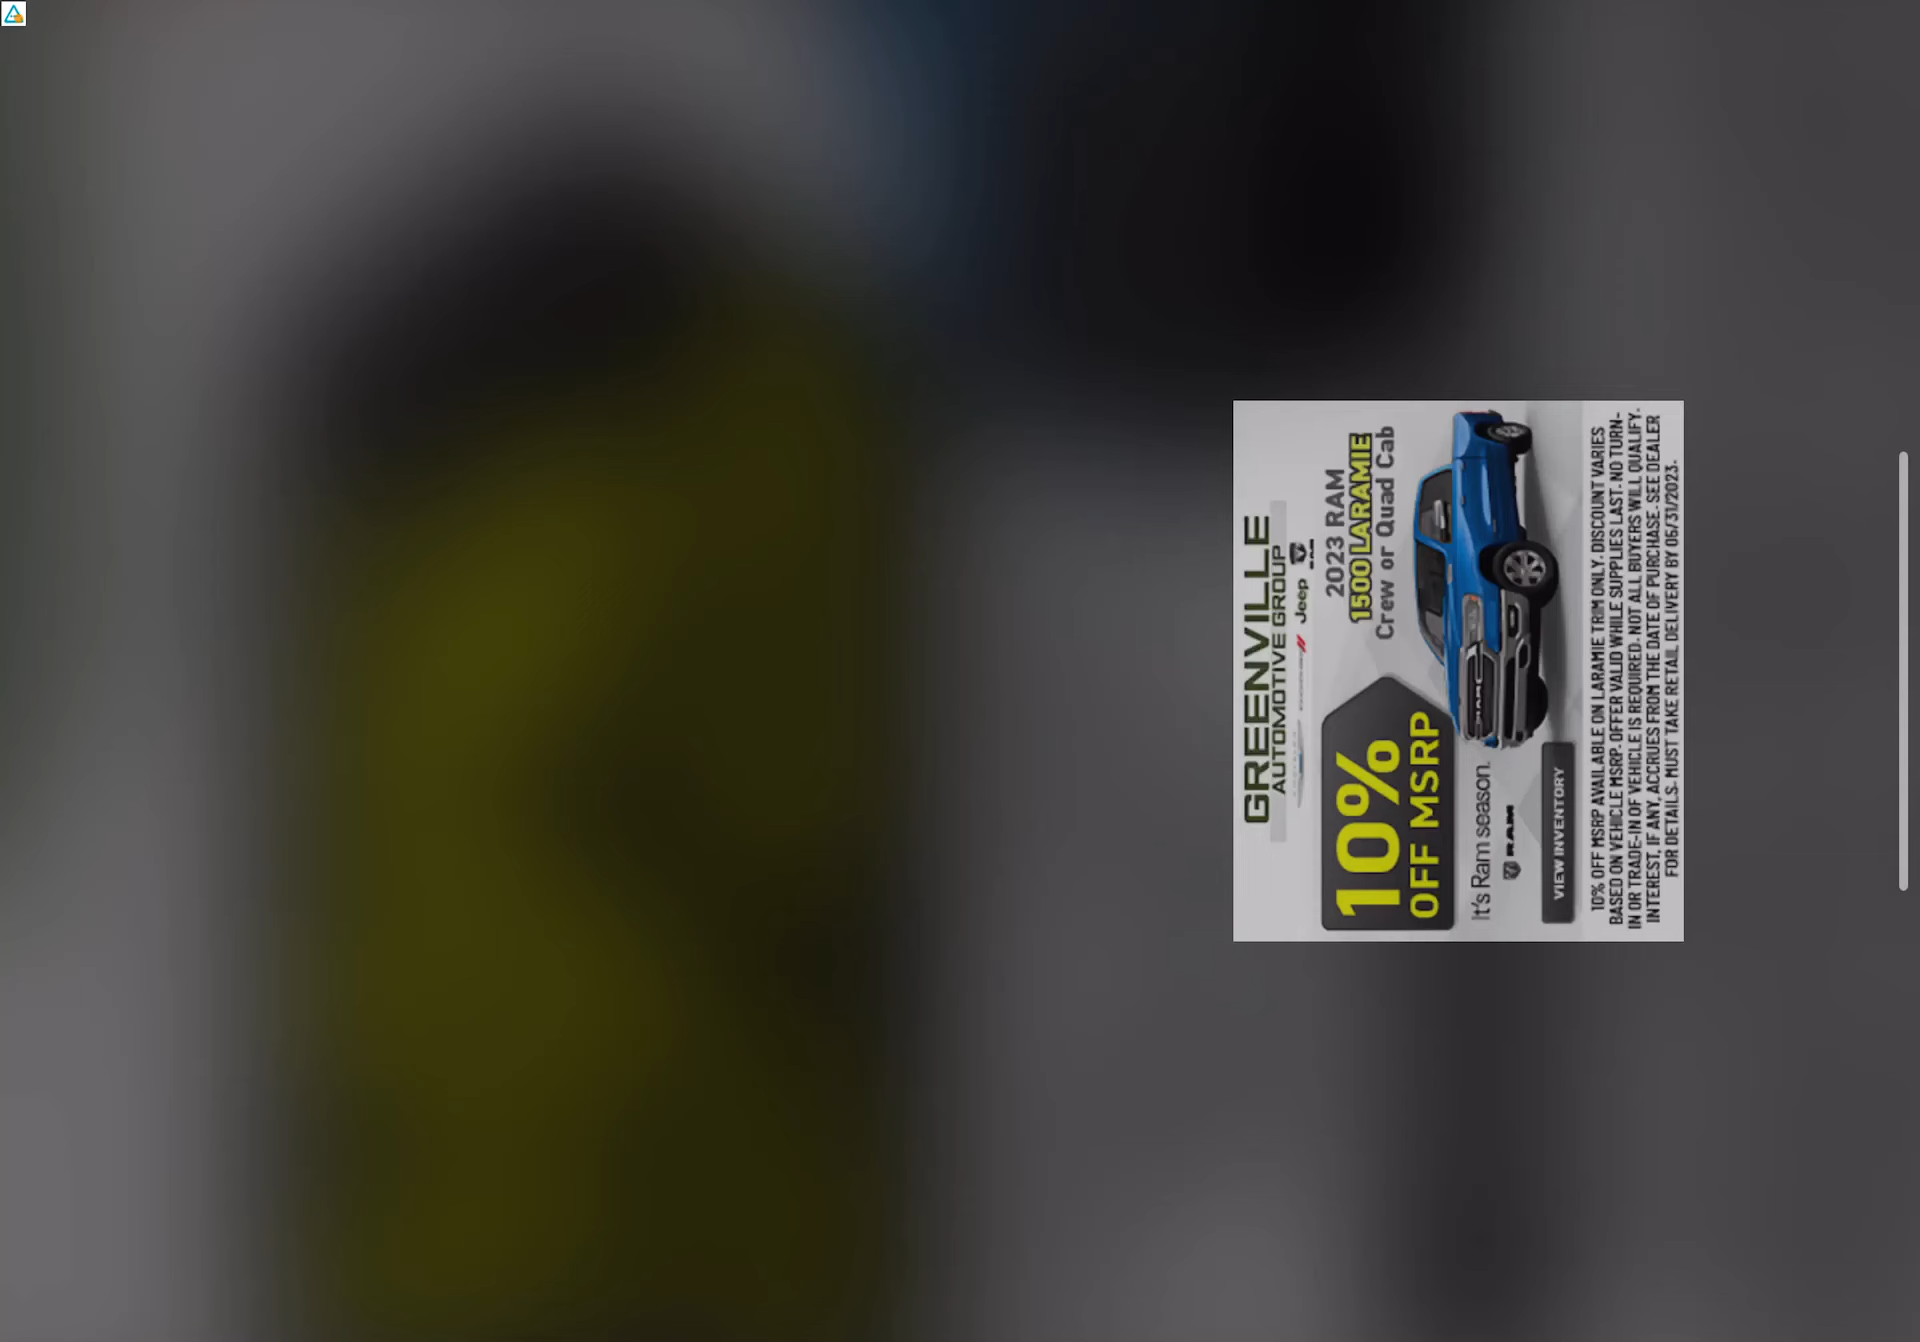 GREENVILLE
AUTOMOTIVE GROUP
Jeep
10%
OFF MSRP
2023 RAM
1500 LARAMIE
Crew or Quad Cab
It's Ram season.
RAM
VIEW INVENTORY
10% OFF MSRP AVAILABLE ON LARAMIE TRIM ONLY. DISCOUNT VARIES
BASED ON VEHICLE MSRP. OFFER VALID WHILE SUPPLIES LAST. NO TURN-
IN OR TRADE-IN OF VEHICLE IS REQUIRED. NOT ALL BUYERS WILL QUALIFY.
INTEREST, IF ANY, ACCRUES FROM THE DATE OF PURCHASE. SEE DEALER
FOR DETAILS. MUST TAKE RETAIL DELIVERY BY 05/31/2023.